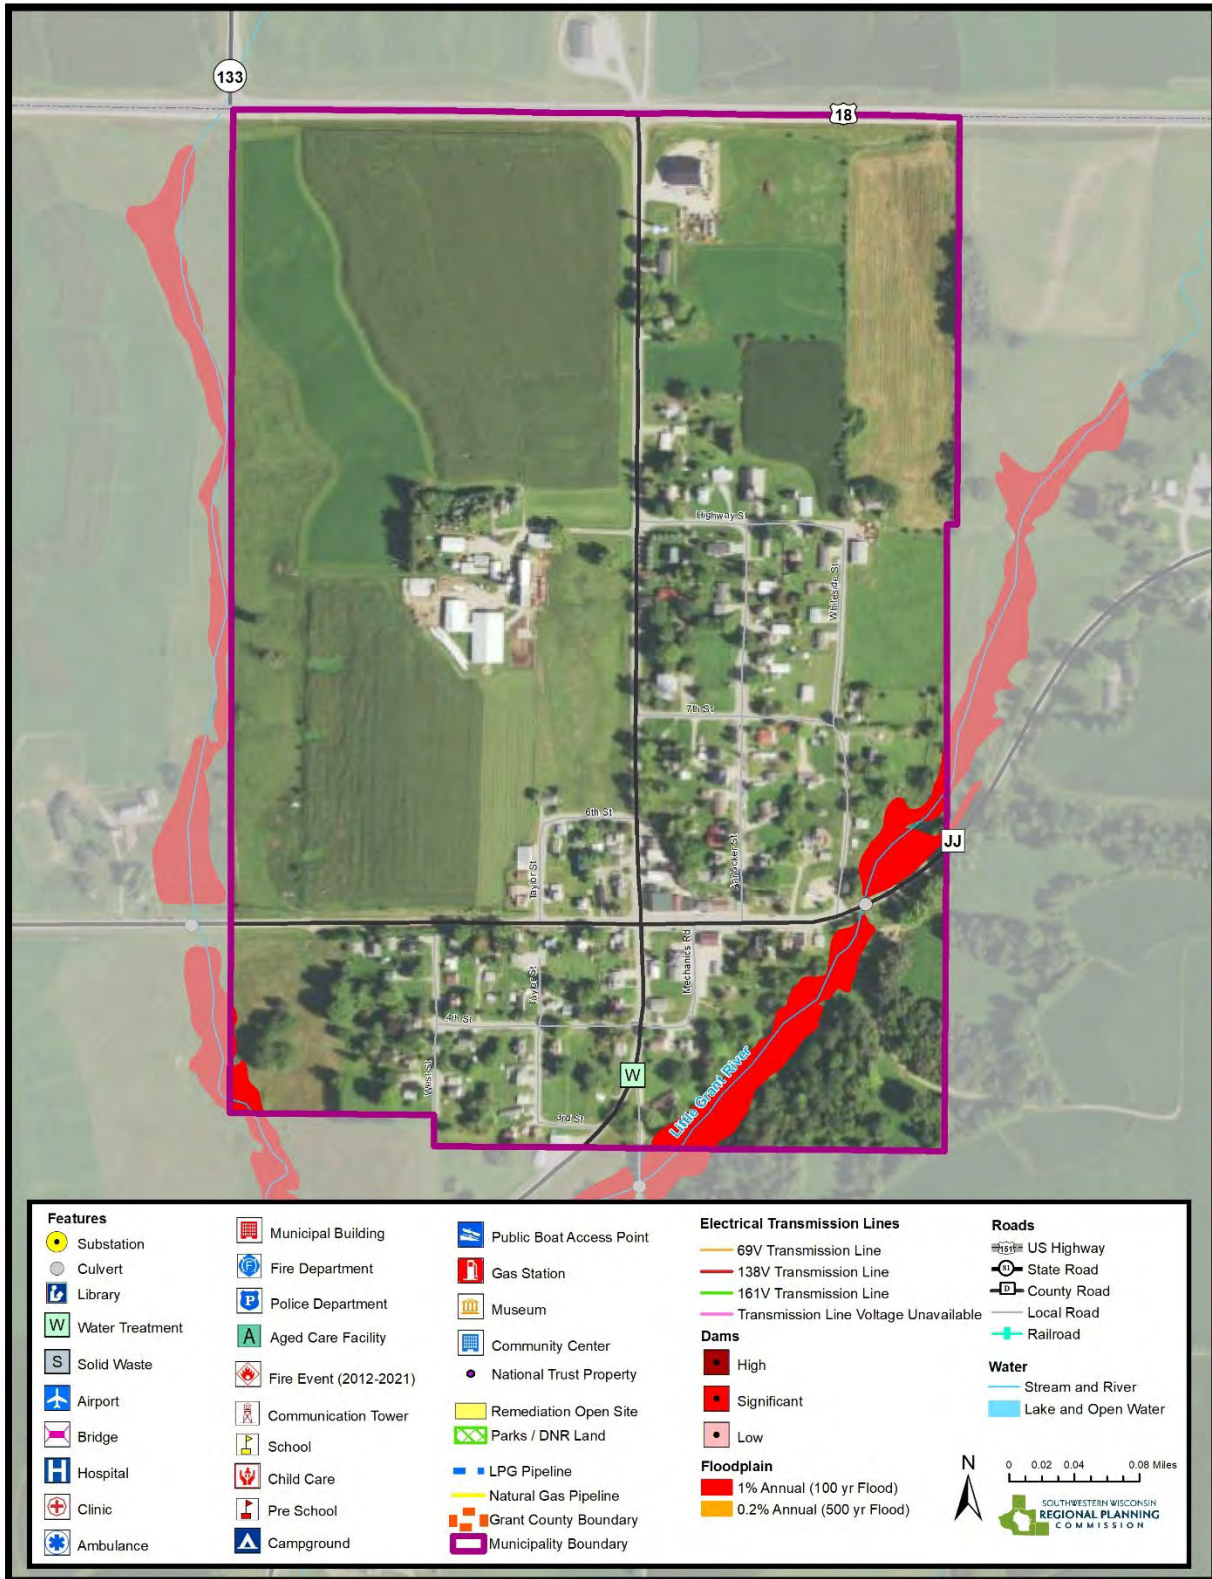 133
18
Highway St
Whiteside St
7th St
6th St
Taylor St
JJ
Mechanics Rd
Taylor St
4th St
West St
W
3rd St
Little Grant River
Features
Substation
Culvert
Library
W Water Treatment
S Solid Waste
Airport
Bridge
H Hospital
Clinic
Ambulance
Municipal Building
F Fire Department
P Police Department
A Aged Care Facility
Fire Event (2012-2021)
Communication Tower
School
Child Care
Pre School
Campground
Public Boat Access Point
Gas Station
Museum
Community Center
National Trust Property
Remediation Open Site
Parks / DNR Land
LPG Pipeline
Natural Gas Pipeline
Grant County Boundary
Municipality Boundary
Electrical Transmission Lines
69V Transmission Line
138V Transmission Line
161V Transmission Line
Transmission Line Voltage Unavailable
Dams
High
Significant
Low
Floodplain
1% Annual (100 yr Flood)
0.2% Annual (500 yr Flood)
Roads
151 US Highway
81 State Road
D County Road
Local Road
Railroad
Water
Stream and River
Lake and Open Water
N
0 0.02 0.04 0.08 Miles
SOUTHWESTERN WISCONSIN
REGIONAL PLANNING
COMMISSION